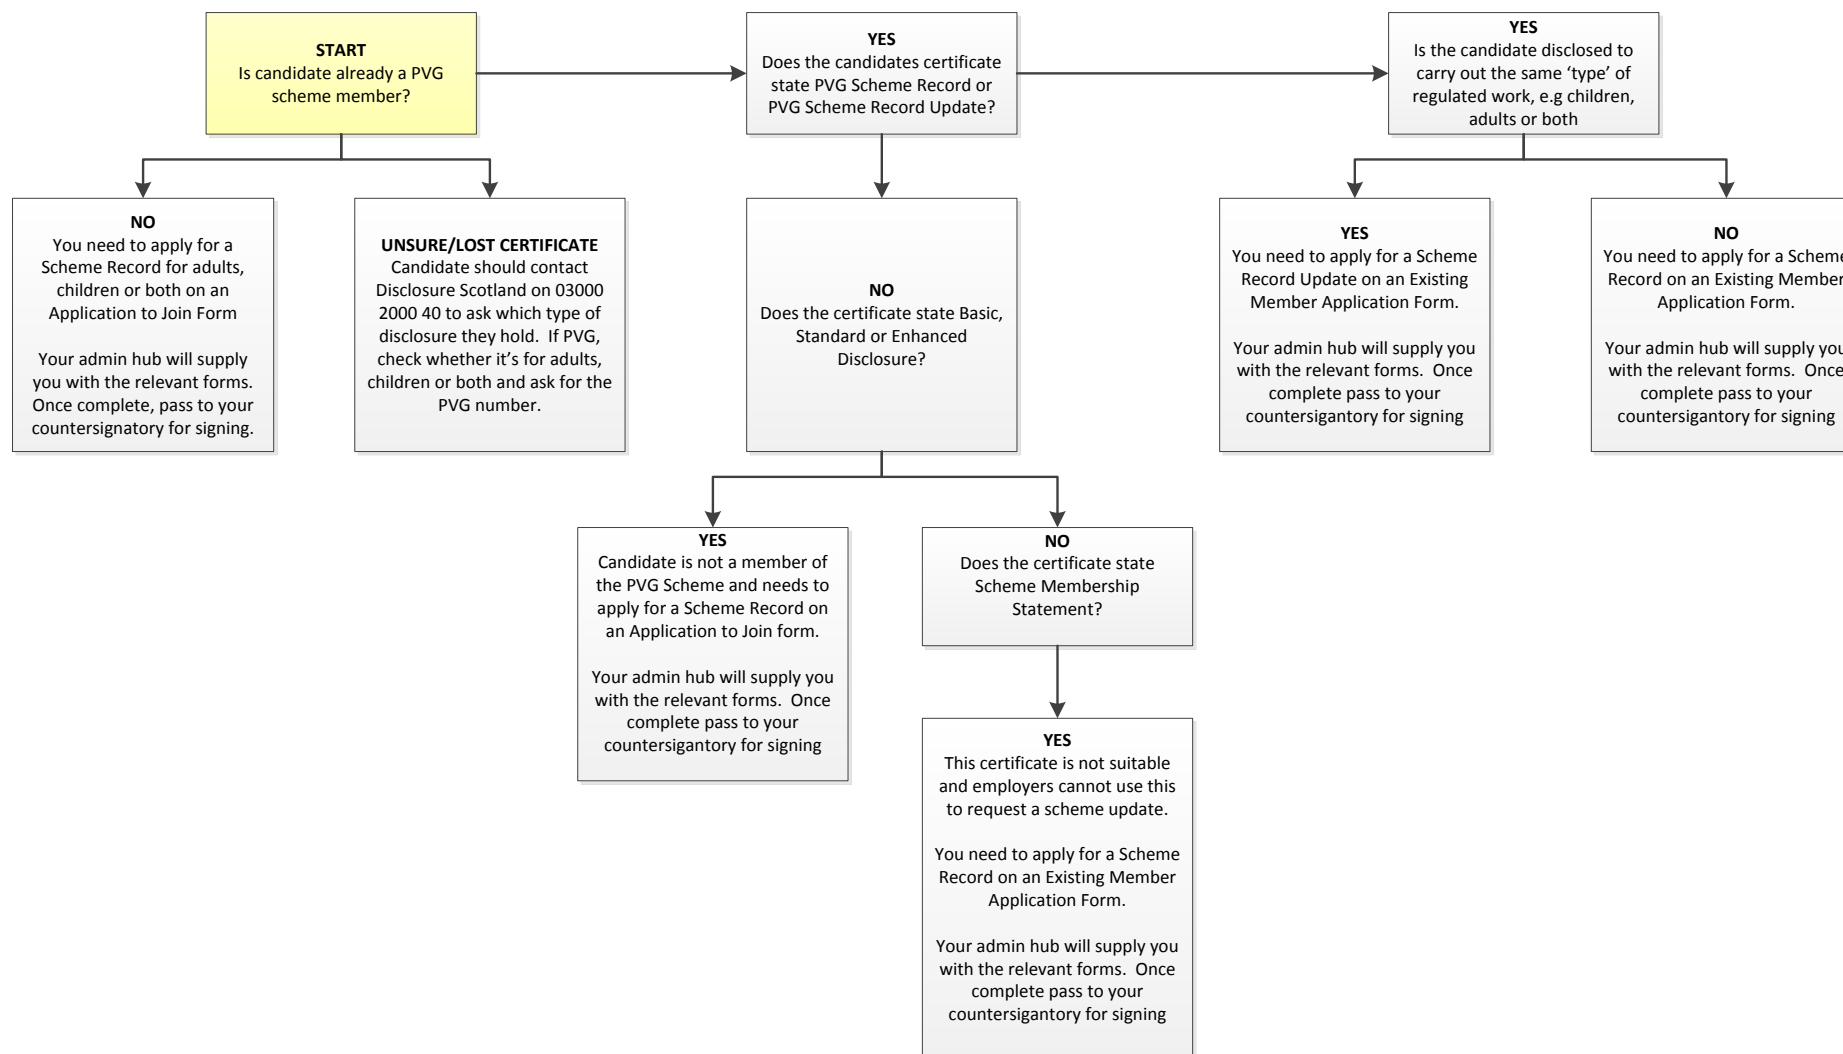 START
Is candidate already a PVG
scheme member?
YES
Does the candidates certificate
state PVG Scheme Record or
PVG Scheme Record Update?
YES
Is the candidate disclosed to
carry out the same ‘type’ of
regulated work, e.g children,
adults or both
NO
You need to apply for a
Scheme Record for adults,
children or both on an
Application to Join Form
Your admin hub will supply
you with the relevant forms.
Once complete, pass to your
countersignatory for signing.
UNSURE/LOST CERTIFICATE
Candidate should contact
Disclosure Scotland on 03000
2000 40 to ask which type of
disclosure they hold.  If PVG,
check whether it’s for adults,
children or both and ask for the
PVG number.
NO
Does the certificate state Basic,
Standard or Enhanced
Disclosure?
YES
You need to apply for a Scheme
Record Update on an Existing
Member Application Form.
Your admin hub will supply you
with the relevant forms.  Once
complete pass to your
countersigantory for signing
NO
You need to apply for a Scheme
Record on an Existing Member
Application Form.
Your admin hub will supply you
with the relevant forms.  Once
complete pass to your
countersigantory for signing
YES
Candidate is not a member of
the PVG Scheme and needs to
apply for a Scheme Record on
an Application to Join form.
Your admin hub will supply you
with the relevant forms.  Once
complete pass to your
countersigantory for signing
NO
Does the certificate state
Scheme Membership
Statement?
YES
This certificate is not suitable
and employers cannot use this
to request a scheme update.
You need to apply for a Scheme
Record on an Existing Member
Application Form.
Your admin hub will supply you
with the relevant forms.  Once
complete pass to your
countersigantory for signing